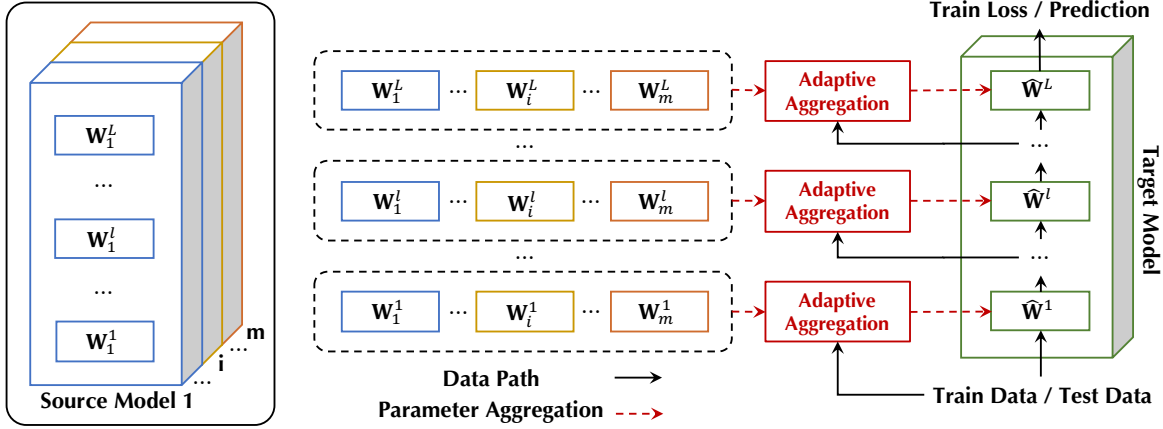 Train Loss / Prediction
W_1^L
...
W_1^l
...
W_1^1
... i ... m
Source Model 1
W_1^L ... W_i^L ... W_m^L
Adaptive
Aggregation
Ŵ^L
...
...
W_1^l ... W_i^l ... W_m^l
Adaptive
Aggregation
Ŵ^l
...
...
W_1^1 ... W_i^1 ... W_m^1
Adaptive
Aggregation
Ŵ^1
Target Model
Data Path
Parameter Aggregation
Train Data / Test Data